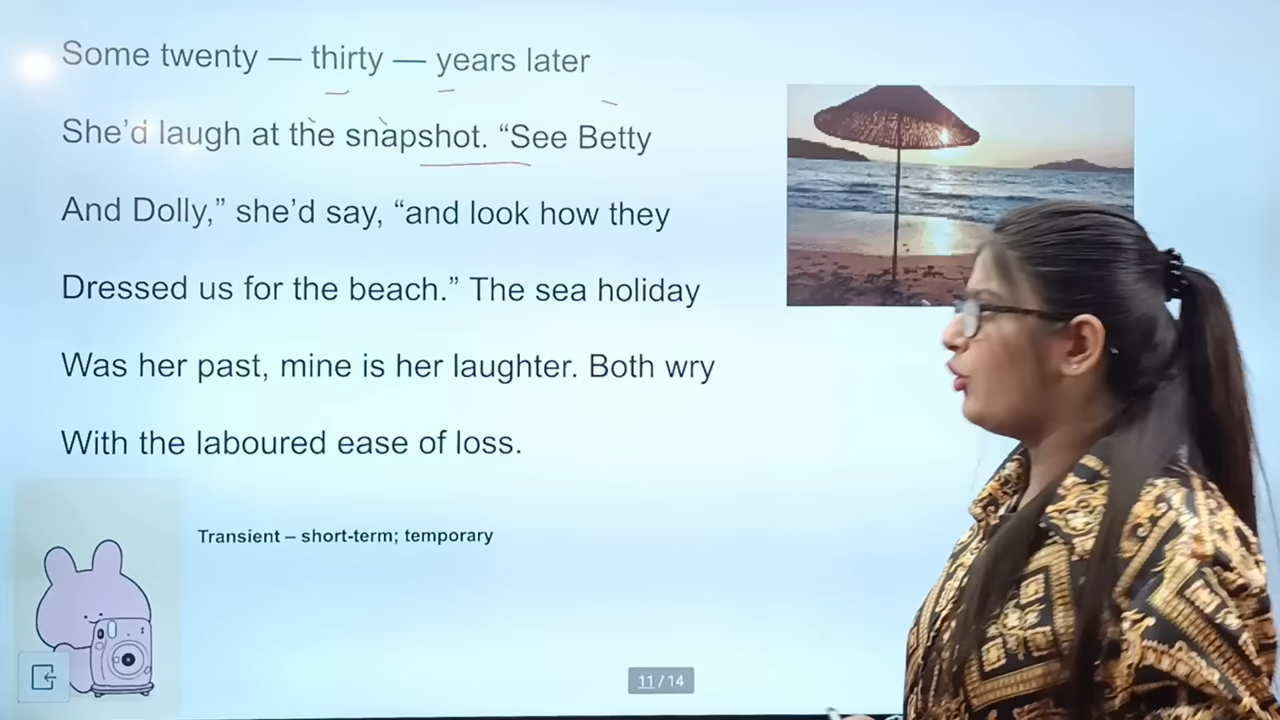 Some twenty — thirty — years later
She’d laugh at the snapshot. “See Betty
And Dolly,” she’d say, “and look how they
Dressed us for the beach.” The sea holiday
Was her past, mine is her laughter. Both wry
With the laboured ease of loss.
Transient – short-term; temporary
11 / 14